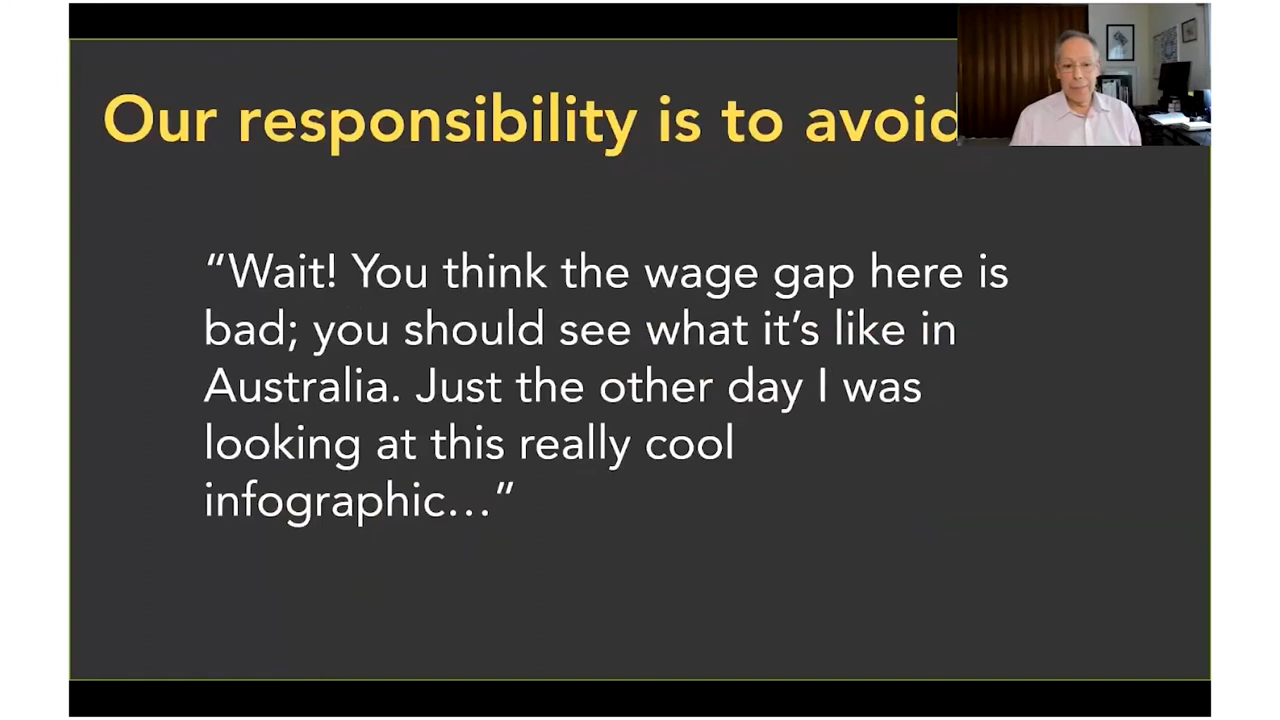 Our responsibility is to avoid
“Wait! You think the wage gap here is
bad; you should see what it’s like in
Australia. Just the other day I was
looking at this really cool
infographic…”